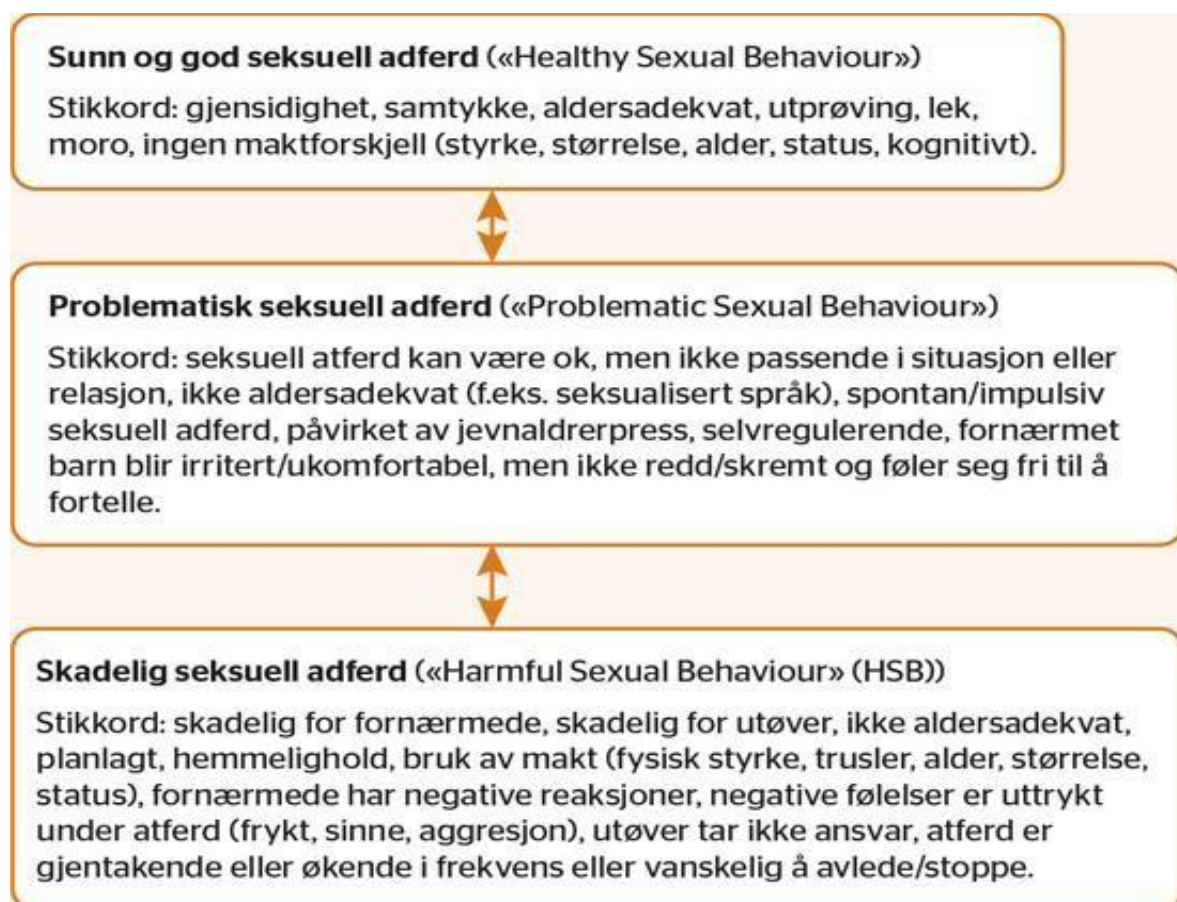 Sunn og god seksuell adferd («Healthy Sexual Behaviour»)
Stikkord: gjensidighet, samtykke, aldersadekvat, utprøving, lek,
moro, ingen maktforskjell (styrke, størrelse, alder, status, kognitivt).
Problematisk seksuell adferd («Problematic Sexual Behaviour»)
Stikkord: seksuell atferd kan være ok, men ikke passende i situasjon eller
relasjon, ikke aldersadekvat (f.eks. seksualisert språk), spontan/impulsiv
seksuell adferd, påvirket av jevnaldrerpress, selvregulerende, fornærmet
barn blir irritert/ukomfortabel, men ikke redd/skremt og føler seg fri til å
fortelle.
Skadelig seksuell adferd («Harmful Sexual Behaviour» (HSB))
Stikkord: skadelig for fornærmede, skadelig for utøver, ikke aldersadekvat,
planlagt, hemmelighold, bruk av makt (fysisk styrke, trusler, alder, størrelse,
status), fornærmede har negative reaksjoner, negative følelser er uttrykt
under atferd (frykt, sinne, aggresjon), utøver tar ikke ansvar, atferd er
gjentakende eller økende i frekvens eller vanskelig å avlede/stoppe.